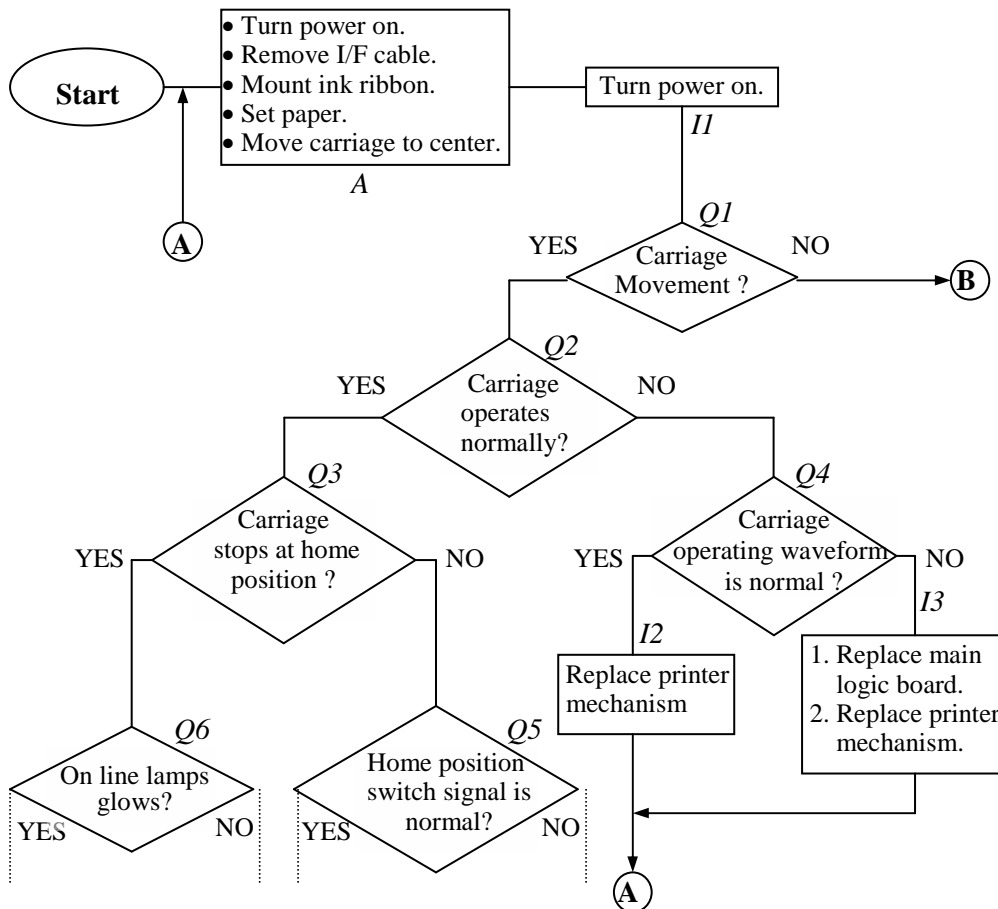 Start
• Turn power on.
• Remove I/F cable.
• Mount ink ribbon.
• Set paper.
• Move carriage to center.
A
Turn power on.
I1
A
Q1
YES
NO
Carriage
Movement ?
B
Q2
YES
NO
Carriage
operates
normally?
Q3
YES
NO
Carriage
stops at home
position ?
Q4
YES
NO
Carriage
operating waveform
is normal ?
I2
Replace printer
mechanism
I3
1. Replace main
logic board.
2. Replace printer
mechanism.
Q6
On line lamps
glows?
YES
NO
Q5
Home position
switch signal is
normal?
YES
NO
A